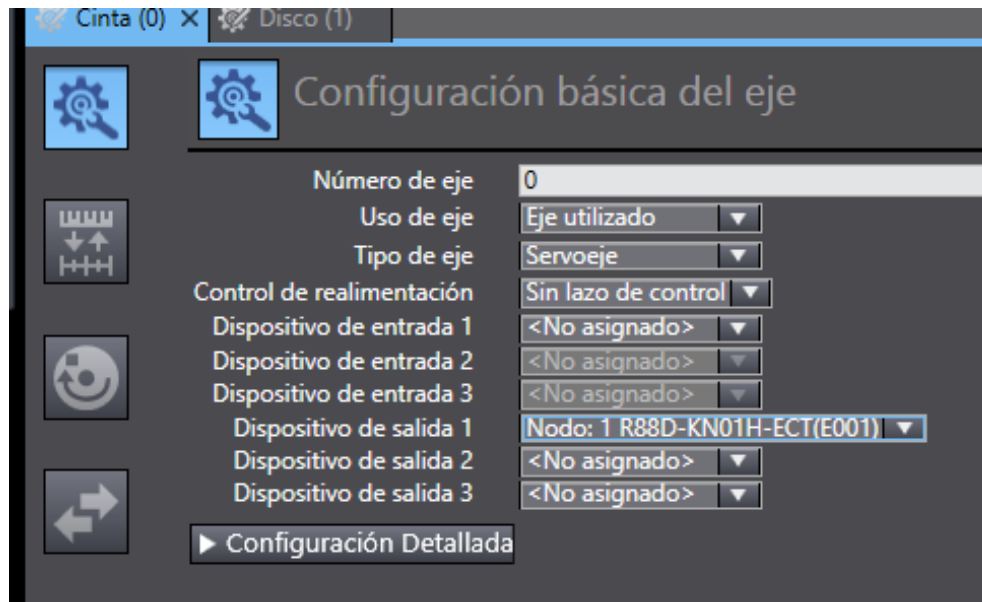 Cinta (0) Disco (1)
Configuración básica del eje
Número de eje 0
Uso de eje Eje utilizado
Tipo de eje Servoeje
Control de realimentación Sin lazo de control
Dispositivo de entrada 1 <No asignado>
Dispositivo de entrada 2 <No asignado>
Dispositivo de entrada 3 <No asignado>
Dispositivo de salida 1 Nodo: 1 R88D-KN01H-ECT(E001)
Dispositivo de salida 2 <No asignado>
Dispositivo de salida 3 <No asignado>
Configuración Detallada